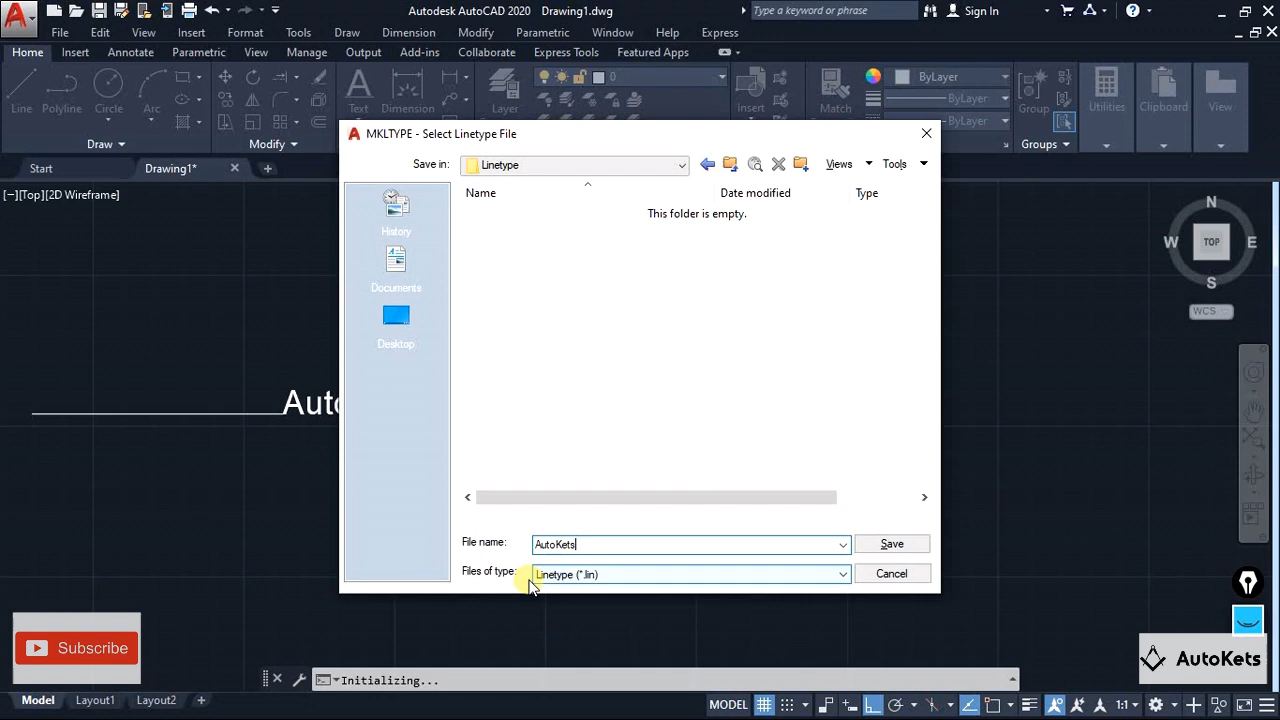 Autodesk AutoCAD 2020 Drawing1.dwg
Type a keyword or phrase
Sign In
File Edit View Insert Format Tools Draw Dimension Modify Parametric Window Help Express
Home Insert Annotate Parametric View Manage Output Add-ins Collaborate Express Tools Featured Apps
Line Polyline Circle Arc
Text Dimension
Layer
0
Insert
Match
ByLayer
ByLayer
ByLayer
Group
Utilities
Clipboard
View
Draw
Modify
Groups
Start
Drawing1*
[−][Top][2D Wireframe]
MKLTYPE - Select Linetype File
Save in: Linetype
Views
Tools
Name Date modified Type
This folder is empty.
History
Documents
Desktop
File name: AutoKets
Save
Files of type: Linetype (*.lin)
Cancel
N
W TOP E
S
WCS
Subscribe
AutoKets
Initializing...
Model Layout1 Layout2
MODEL
1:1